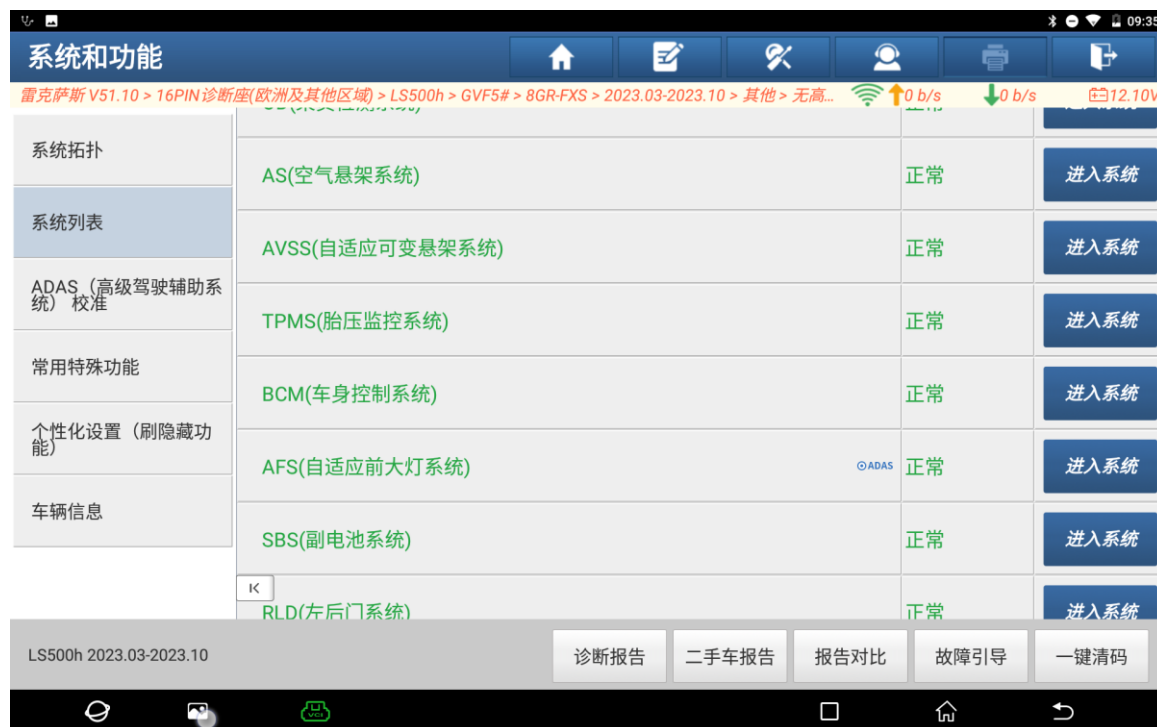 09:35
系统和功能
雷克萨斯 V51.10 > 16PIN诊断座(欧洲及其他区域) > LS500h > GVF5# > 8GR-FXS > 2023.03-2023.10 > 其他 > 无高... 0 b/s 0 b/s 12.10V
系统拓扑
系统列表
ADAS（高级驾驶辅助系
统） 校准
常用特殊功能
个性化设置（刷隐藏功
能）
车辆信息
AS(空气悬架系统) 正常 进入系统
AVSS(自适应可变悬架系统) 正常 进入系统
TPMS(胎压监控系统) 正常 进入系统
BCM(车身控制系统) 正常 进入系统
AFS(自适应前大灯系统) ADAS 正常 进入系统
SBS(副电池系统) 正常 进入系统
RLD(左后门系统) 正常 进入系统
LS500h 2023.03-2023.10
诊断报告 二手车报告 报告对比 故障引导 一键清码
VCI